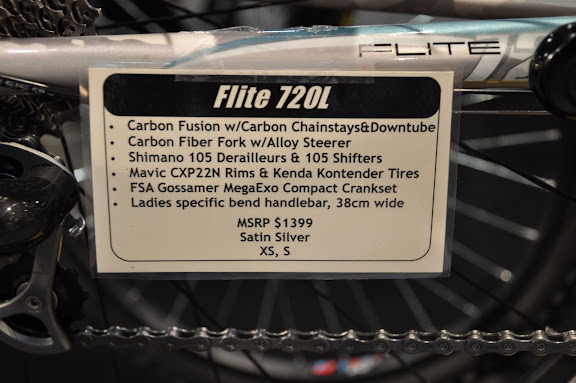 FLITE
Flite 720L
• Carbon Fusion w/Carbon Chainstays&Downtube
• Carbon Fiber Fork w/Alloy Steerer
• Shimano 105 Derailleurs & 105 Shifters
• Mavic CXP22N Rims & Kenda Kontender Tires
• FSA Gossamer MegaExo Compact Crankset
• Ladies specific bend handlebar, 38cm wide
MSRP $1399
Satin Silver
XS, S